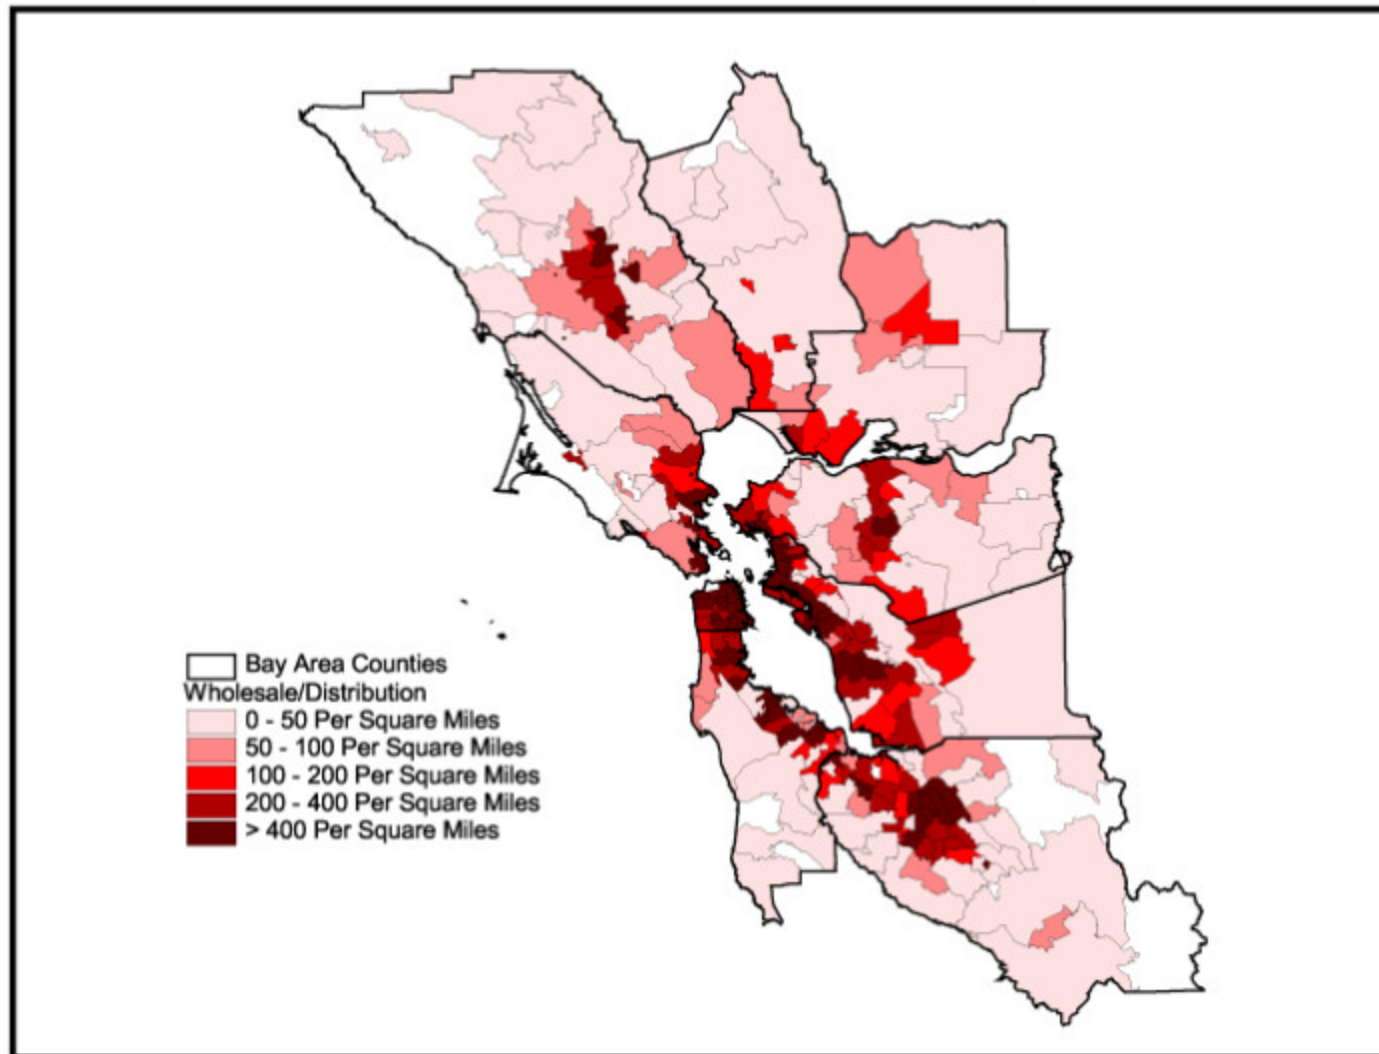 Bay Area Counties
Wholesale/Distribution
0 - 50 Per Square Miles
50 - 100 Per Square Miles
100 - 200 Per Square Miles
200 - 400 Per Square Miles
> 400 Per Square Miles